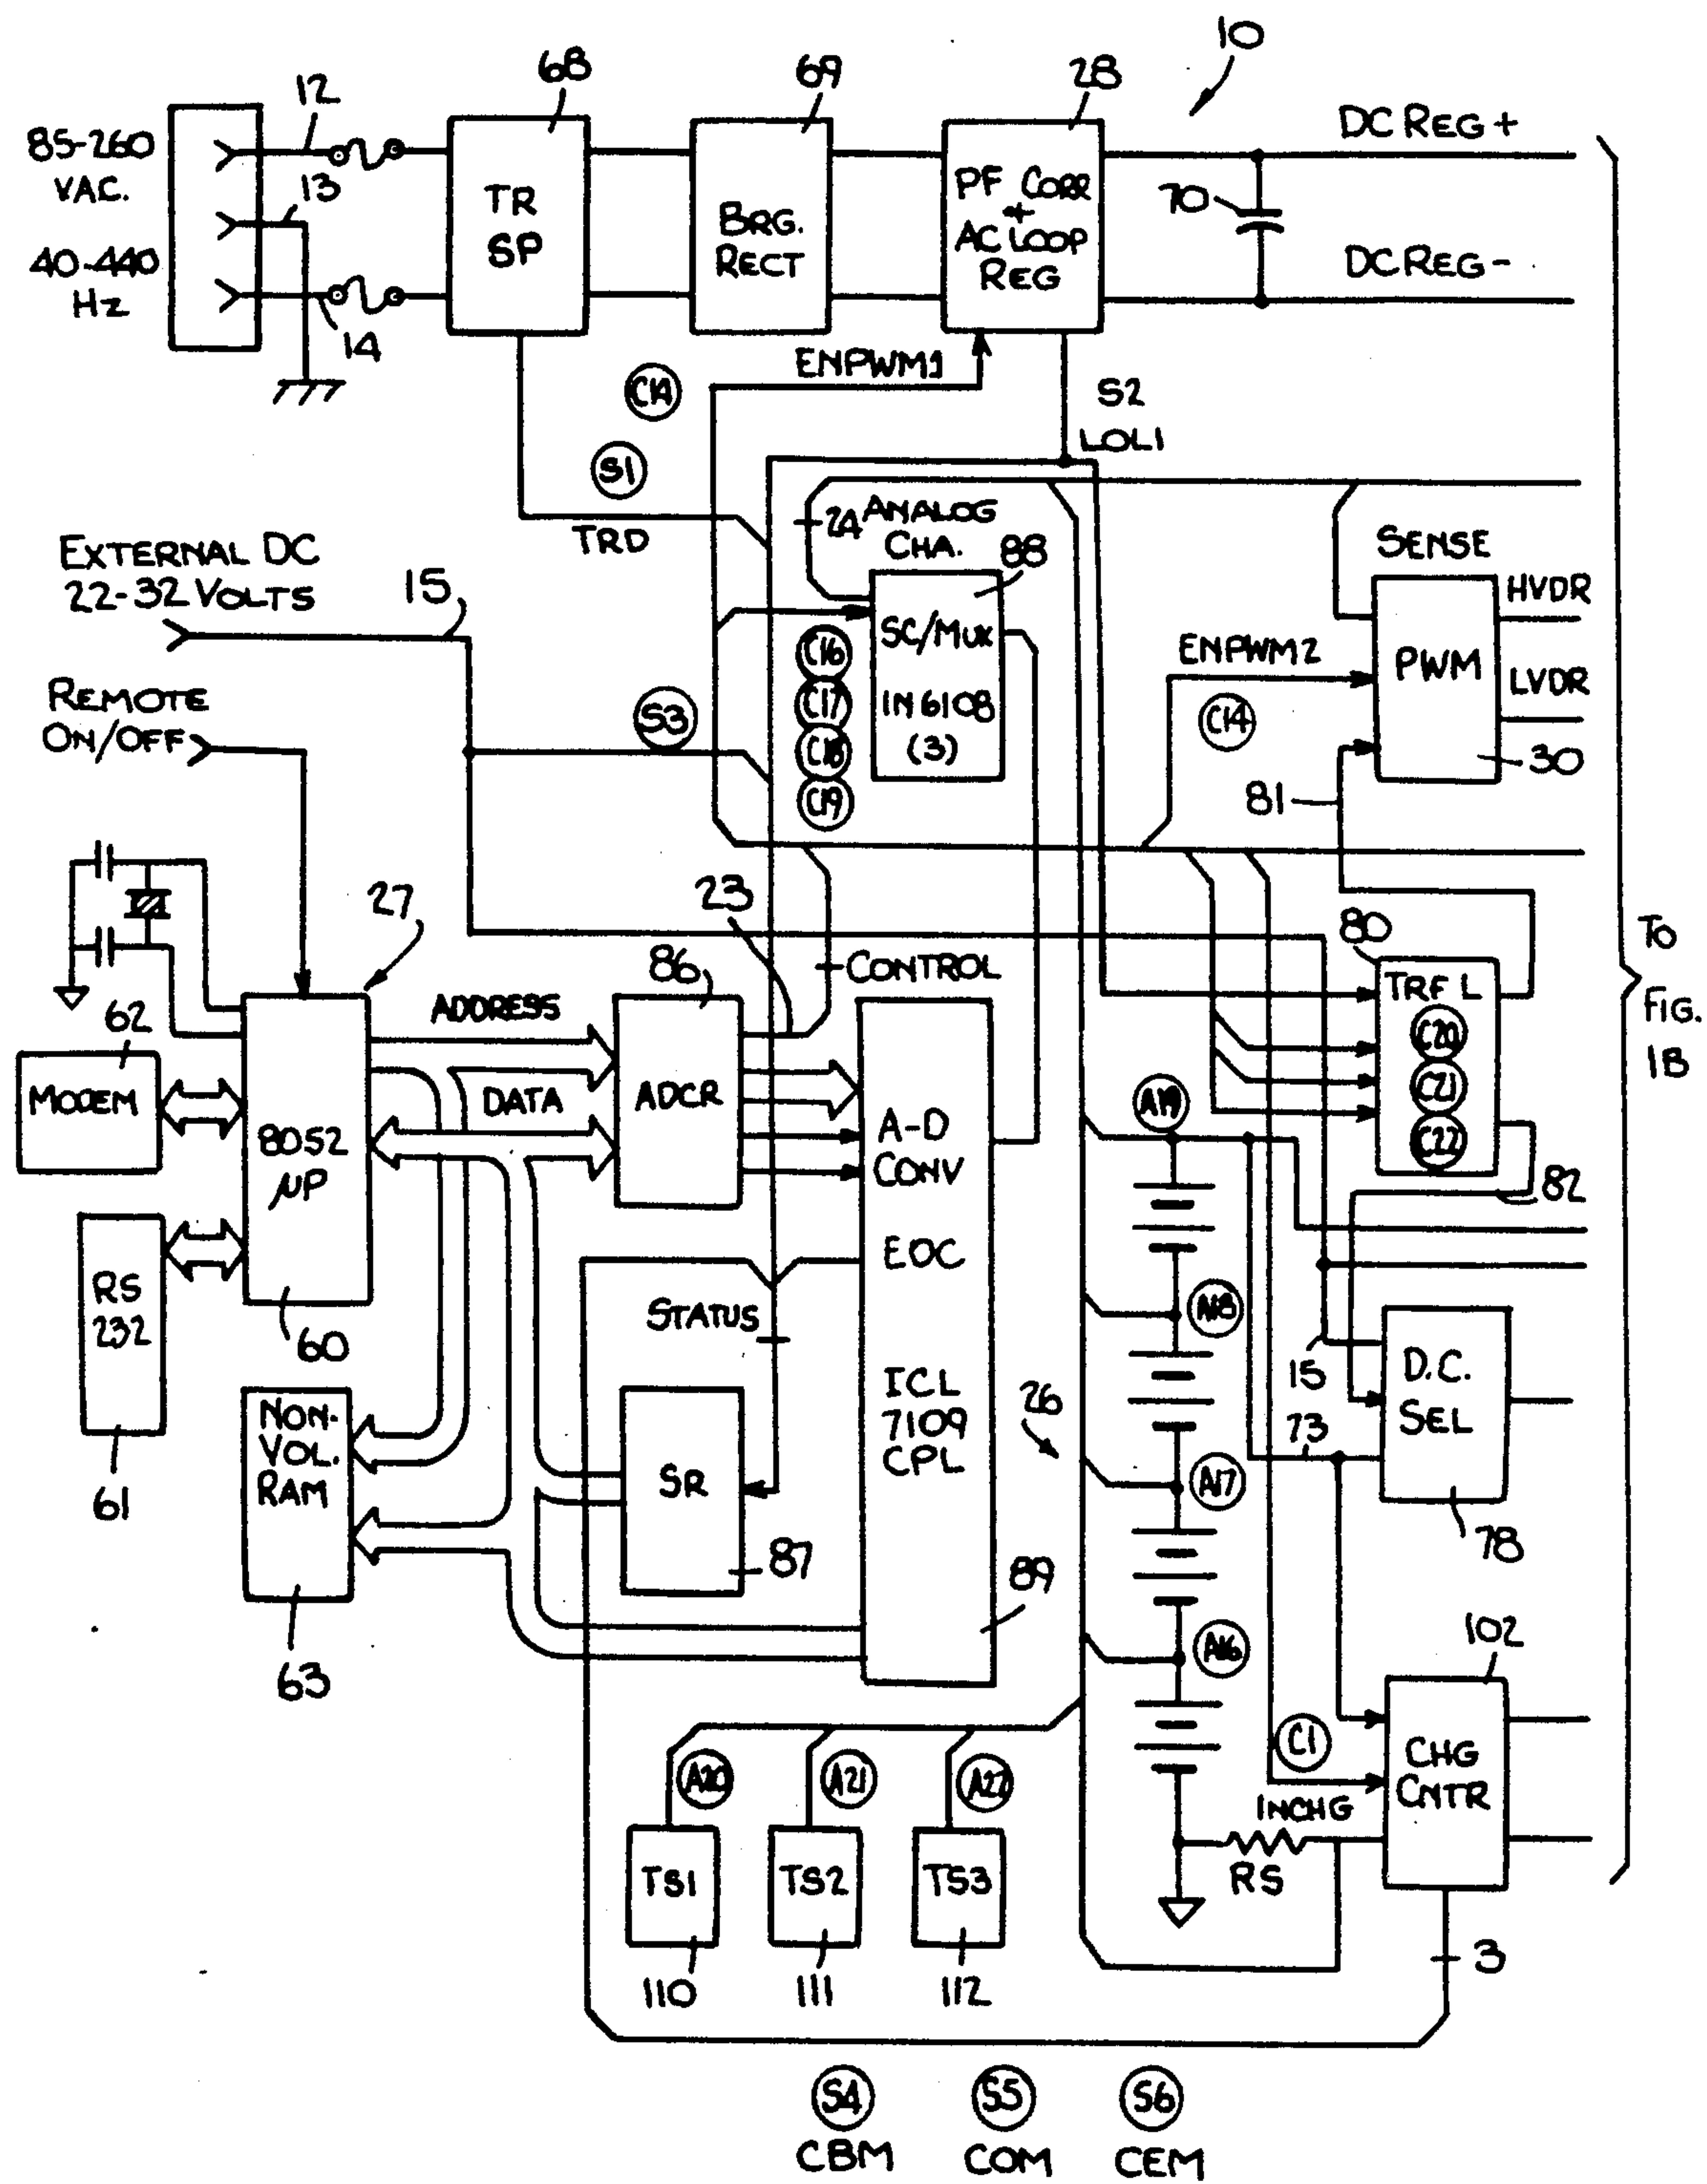 10
68
69
28
12
85-260
VAC.
13
40-440
Hz
14
TR
SP
BRG.
RECT
PF CORR
+
AC LOOP
REG
DC REG +
70
DC REG -
ENPWM1
C14
S2
LOL1
S1
TRD
24 ANALOG
CHA.
88
SENSE
EXTERNAL DC
22-32 VOLTS
15
HVDR
SC/MUX
C16
ENPWM2
PWM
LVDR
REMOTE
ON/OFF
S3
C17
IN6108
(3)
C18
C14
30
C19
81
27
23
80
TO
FIG.
1B
86
CONTROL
TRF L
C20
C21
C22
ADDRESS
62
MODEM
DATA
ADCR
8052
µP
A-D
CONV
A19
82
EOC
RS
232
STATUS
A18
60
15
D.C.
SEL
ICL
7109
CPL
26
73
NON-
VOL.
RAM
SR
A17
61
78
87
89
63
A16
102
A20
A21
A22
C1
CHG
CNTR
INCHG
TS1
TS2
TS3
RS
110
111
112
3
S4
S5
S6
CBM
COM
CEM